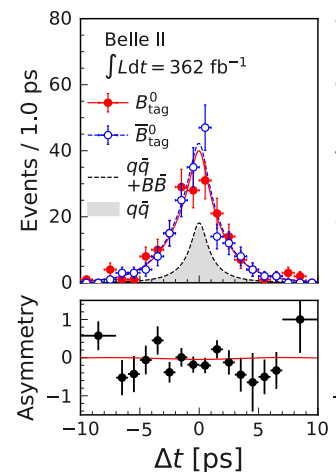 80
60
40
20
0
Events / 1.0 ps
Belle II
∫Ldt = 362 fb⁻¹
B⁰tag
B̅⁰tag
qq̄
+BB̄
qq̄
1
0
−1
Asymmetry
−10 −5 0 5 10
Δt [ps]